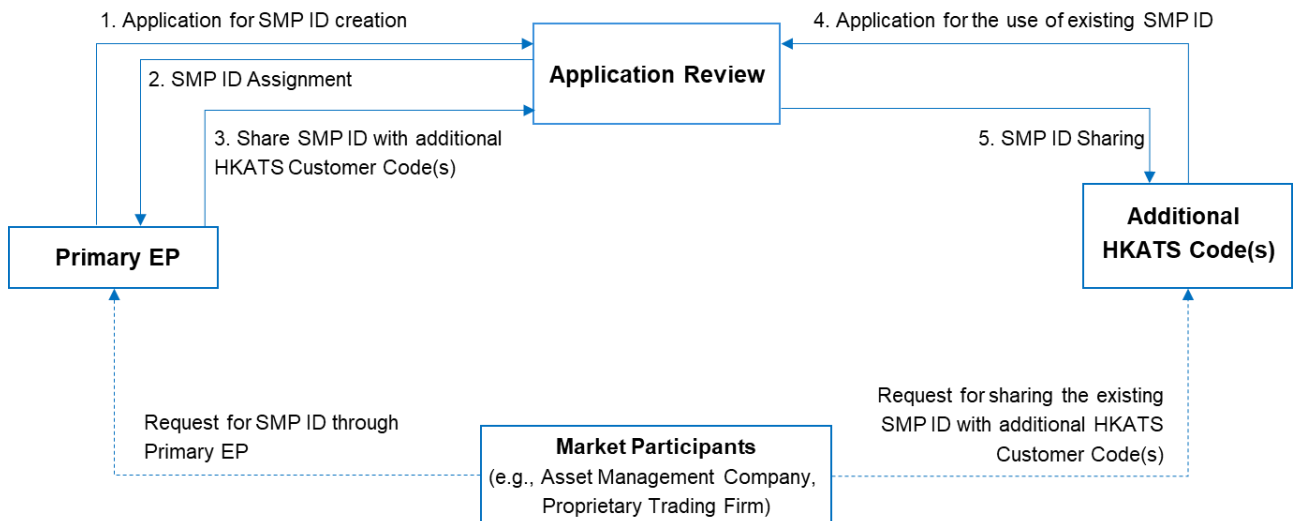 1. Application for SMP ID creation
4. Application for the use of existing SMP ID
Application Review
2. SMP ID Assignment
3. Share SMP ID with additional
HKATS Customer Code(s)
5. SMP ID Sharing
Primary EP
Additional
HKATS Code(s)
Request for SMP ID through
Primary EP
Market Participants
(e.g., Asset Management Company,
Proprietary Trading Firm)
Request for sharing the existing
SMP ID with additional HKATS
Customer Code(s)